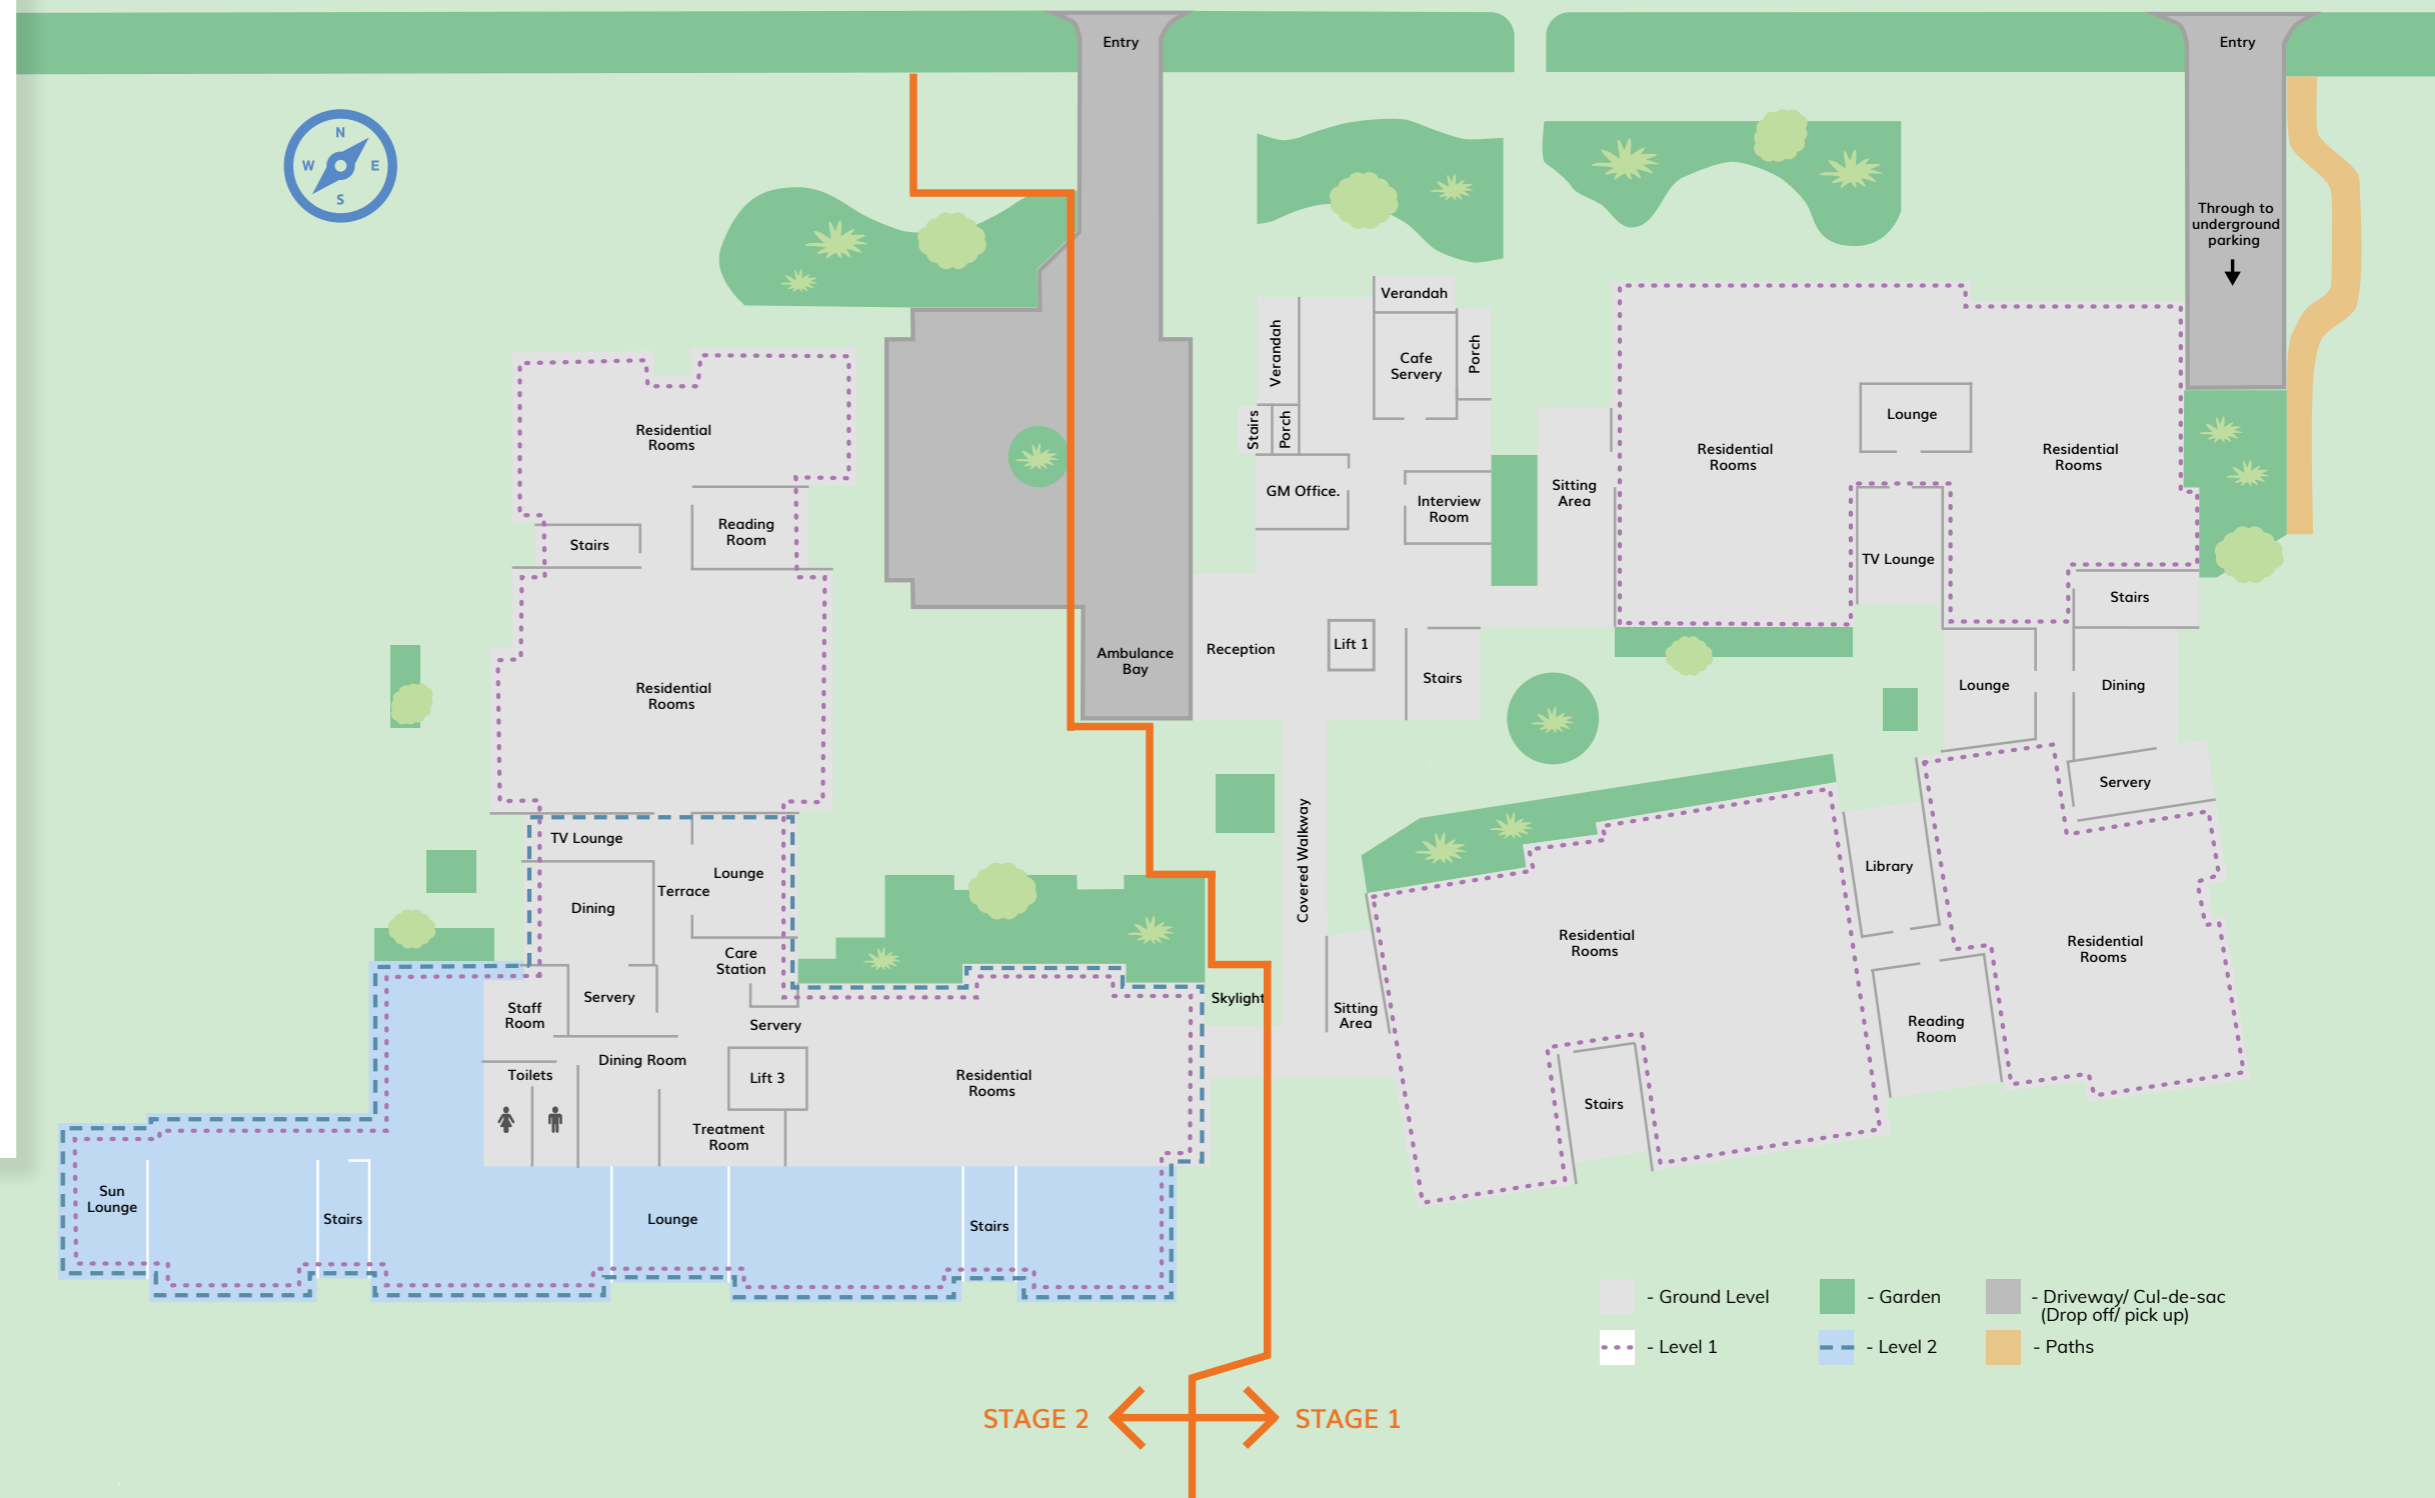 Entry
Entry
N
W
E
S
Through to
underground
parking
Verandah
Verandah
Cafe
Servery
Porch
Stairs
Porch
GM Office.
Interview
Room
Sitting
Area
Residential
Rooms
Lounge
Residential
Rooms
TV Lounge
Stairs
Residential
Rooms
Reading
Room
Stairs
Residential
Rooms
Ambulance
Bay
Reception
Lift 1
Stairs
Lounge
Dining
Servery
TV Lounge
Lounge
Terrace
Dining
Care
Station
Covered Walkway
Library
Residential
Rooms
Residential
Rooms
Staff
Room
Servery
Servery
Skylight
Sitting
Area
Reading
Room
Dining Room
Toilets
Lift 3
Residential
Rooms
Treatment
Room
Stairs
Sun
Lounge
Stairs
Lounge
Stairs
- Ground Level
- Garden
- Driveway/ Cul-de-sac
(Drop off/ pick up)
- Level 1
- Level 2
- Paths
STAGE 2
STAGE 1